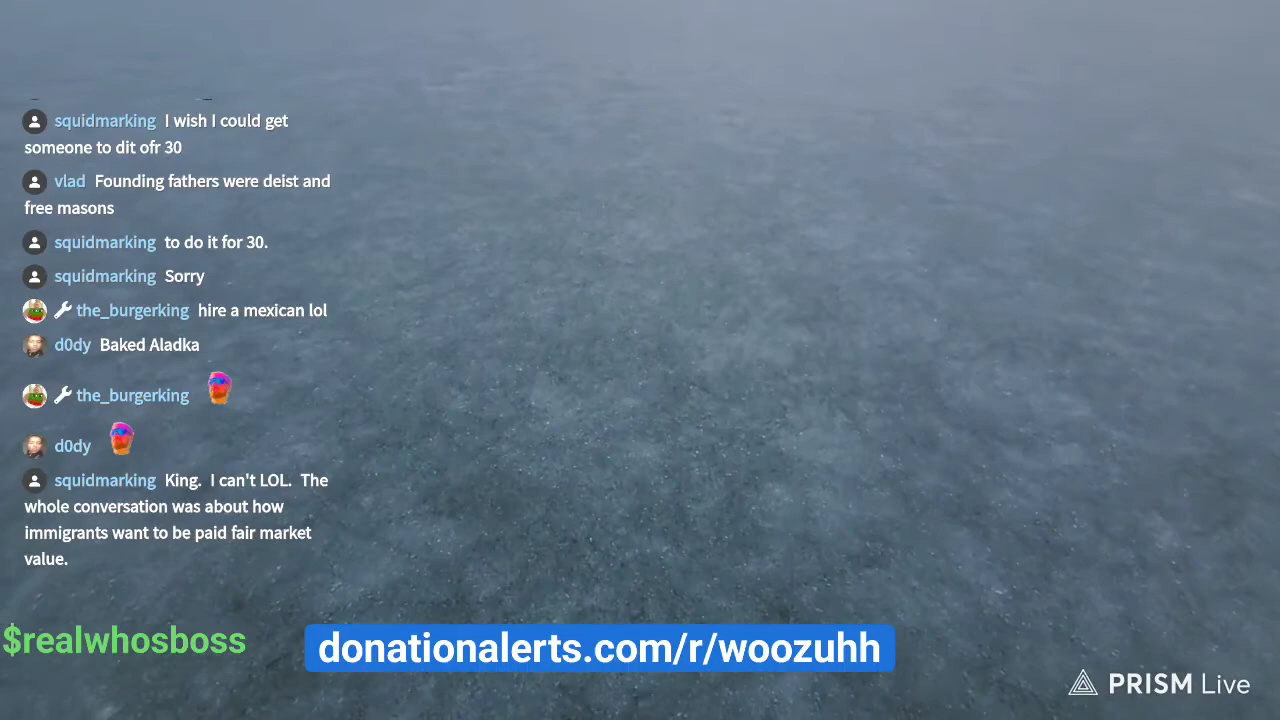 squidmarking I wish I could get
someone to dit ofr 30
vlad Founding fathers were deist and
free masons
squidmarking to do it for 30.
squidmarking Sorry
the_burgerking hire a mexican lol
d0dy Baked Aladka
the_burgerking
d0dy
squidmarking King. I can't LOL. The
whole conversation was about how
immigrants want to be paid fair market
value.
$realwhosboss
donationalerts.com/r/woozuhh
PRISM Live